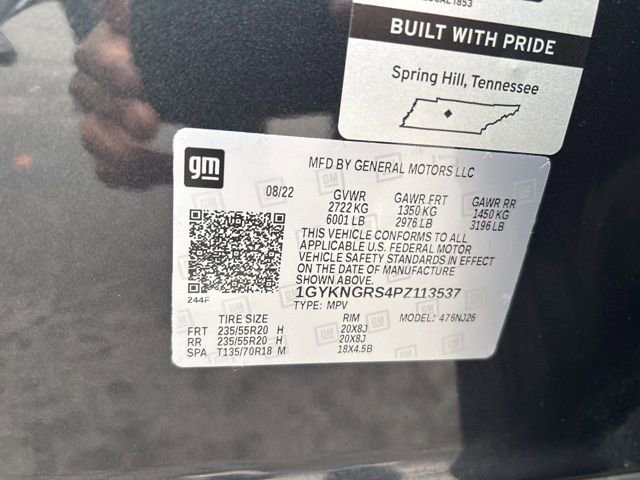 BUILT WITH PRIDE
Spring Hill, Tennessee
gm
MFD BY GENERAL MOTORS LLC
08/22 GVWR GAWR FRT GAWR RR
2722 KG 1350 KG 1450 KG
6001 LB 2976 LB 3196 LB
THIS VEHICLE CONFORMS TO ALL
APPLICABLE U.S. FEDERAL MOTOR
VEHICLE SAFETY STANDARDS IN EFFECT
ON THE DATE OF MANUFACTURE
SHOWN ABOVE.
1GYKNGRS4PZ113537
TYPE: MPV
244F
TIRE SIZE RIM MODEL: 476NJ26
FRT 235/55R20 H 20X8J
RR 235/55R20 H 20X8J
SPA T135/70R18 M 18X4.5B